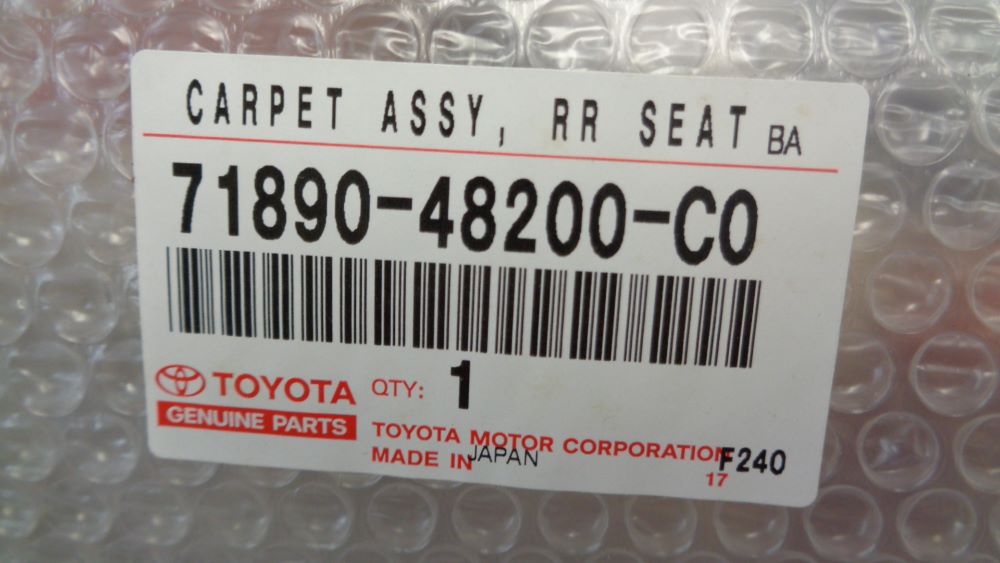 CARPET ASSY, RR SEAT BA
71890-48200-C0
TOYOTA QTY: 1
GENUINE PARTS
TOYOTA MOTOR CORPORATION F240
MADE IN JAPAN 17